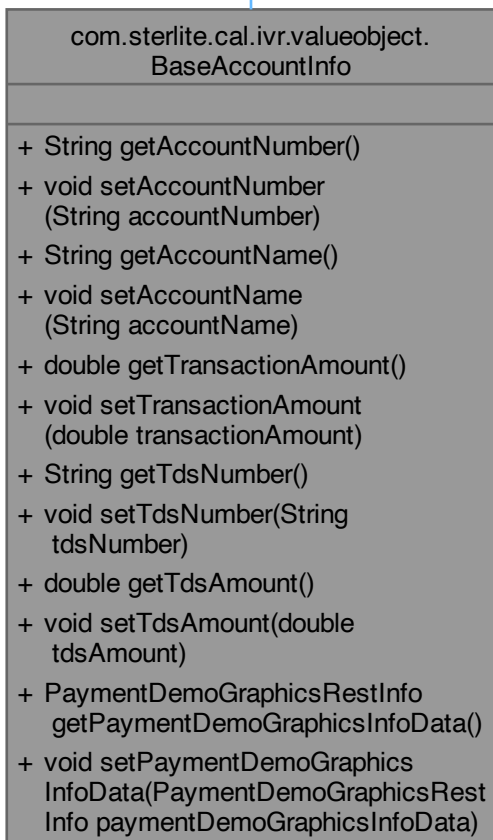 com.sterlite.cal.ivr.valueobject.
BaseAccountInfo
+ String getAccountNumber()
+ void setAccountNumber
(String accountNumber)
+ String getAccountName()
+ void setAccountName
(String accountName)
+ double getTransactionAmount()
+ void setTransactionAmount
(double transactionAmount)
+ String getTdsNumber()
+ void setTdsNumber(String
tdsNumber)
+ double getTdsAmount()
+ void setTdsAmount(double
tdsAmount)
+ PaymentDemoGraphicsRestInfo
getPaymentDemoGraphicsInfoData()
+ void setPaymentDemoGraphics
InfoData(PaymentDemoGraphicsRest
Info paymentDemoGraphicsInfoData)